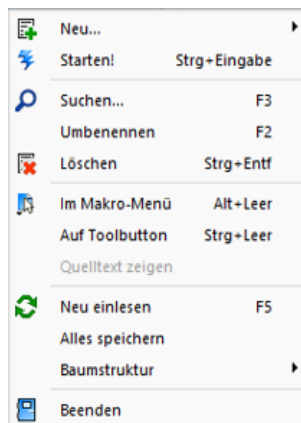 Neu...
Starten! Strg+Eingabe
Suchen... F3
Umbenennen F2
Löschen Strg+Entf
Im Makro-Menü Alt+Leer
Auf Toolbutton Strg+Leer
Quelltext zeigen
Neu einlesen F5
Alles speichern
Baumstruktur
Beenden